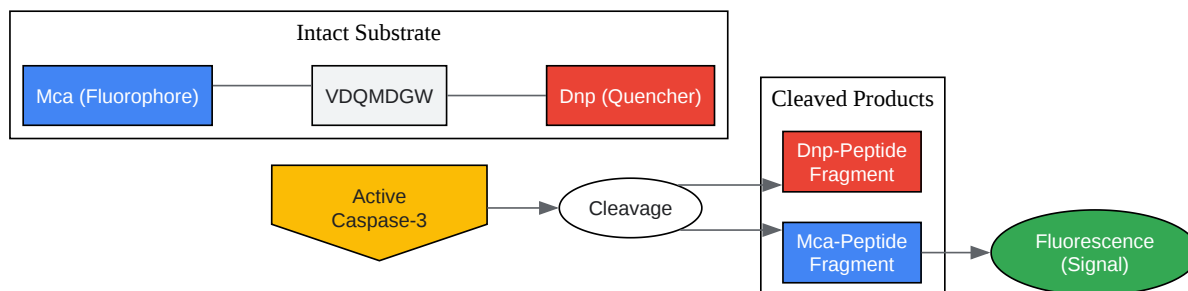 Intact Substrate
Mca (Fluorophore)
VDQMDGW
Dnp (Quencher)
Cleaved Products
Dnp-Peptide
Fragment
Active
Caspase-3
Cleavage
Mca-Peptide
Fragment
Fluorescence
(Signal)